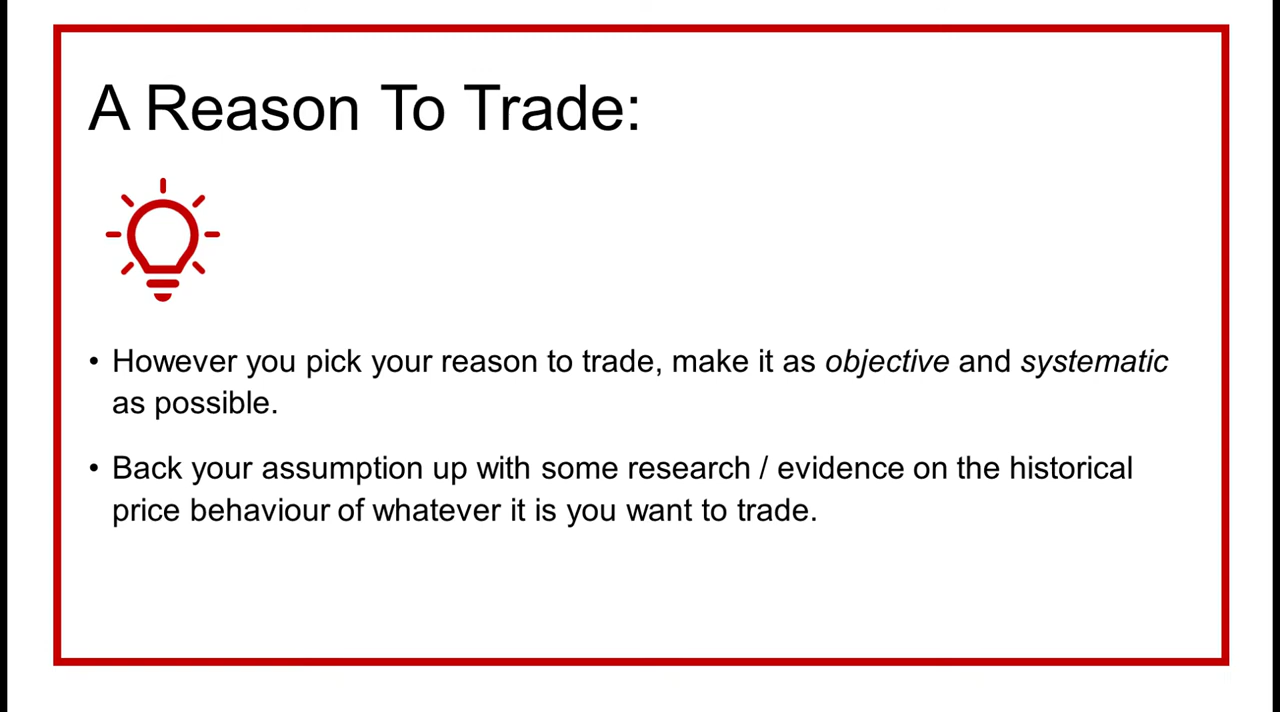 A Reason To Trade:
• However you pick your reason to trade, make it as objective and systematic
as possible.
• Back your assumption up with some research / evidence on the historical
price behaviour of whatever it is you want to trade.